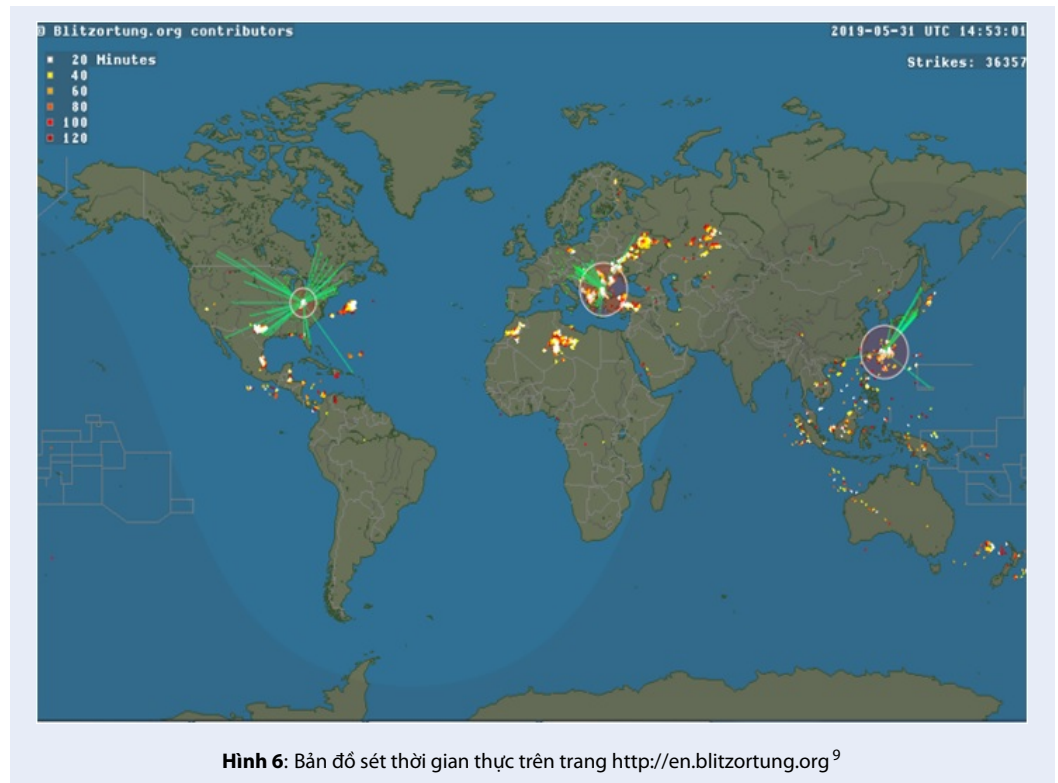 © Blitzortung.org contributors
2019-05-31 UTC 14:53:01
20 Minutes
Strikes: 36357
40
60
80
100
120
Hình 6: Bản đồ sét thời gian thực trên trang http://en.blitzortung.org 9